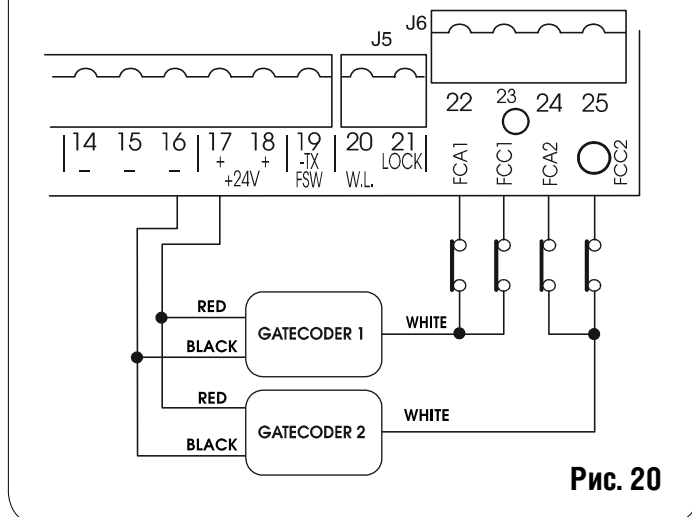 J6
J5
22 23 24 25
14 15 16 17 18 19 20 21
– – – + + -TX LOCK
+24V FSW W.L.
FCA1 FCC1 FCA2 FCC2
RED
GATECODER 1
WHITE
BLACK
RED
GATECODER 2
WHITE
BLACK
Рис. 20